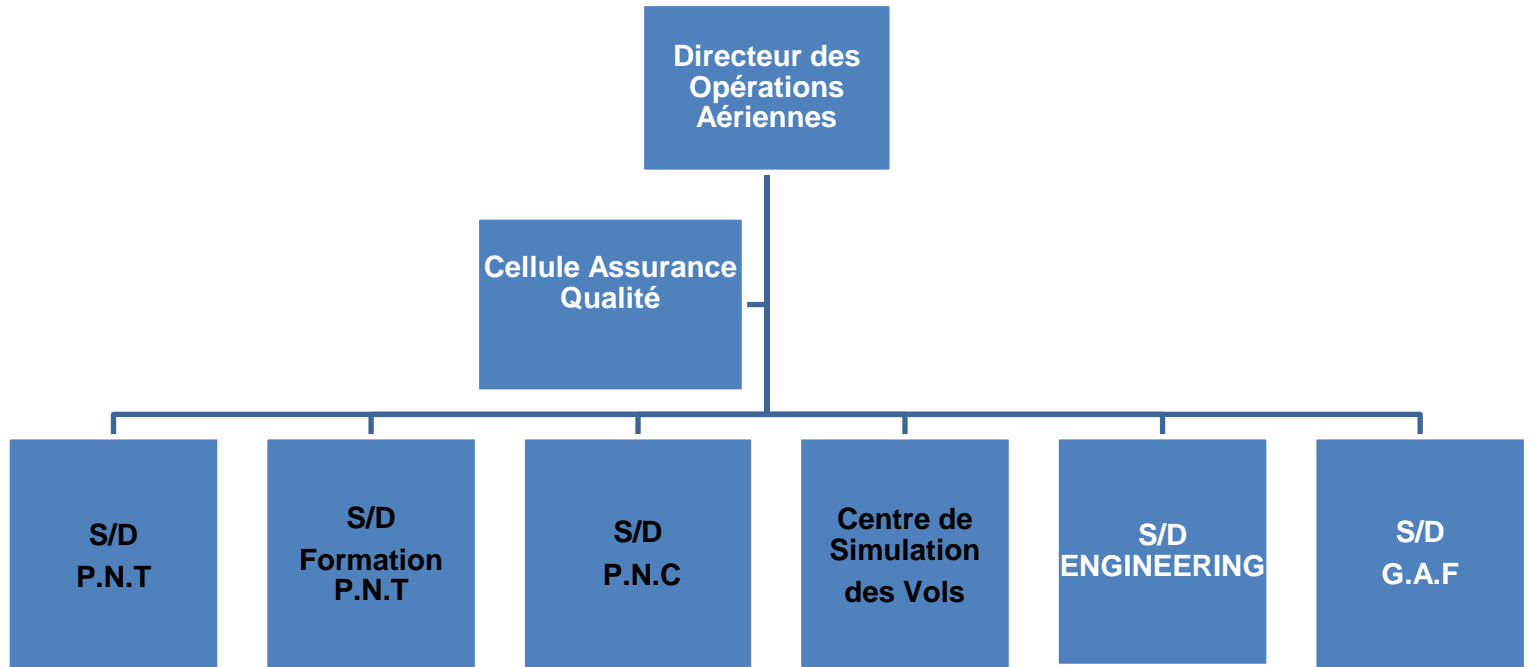 Directeur des
Opérations
Aériennes
Cellule Assurance
Qualité
S/D
P.N.T
S/D
Formation
P.N.T
S/D
P.N.C
Centre de
Simulation
des Vols
S/D
ENGINEERING
S/D
G.A.F